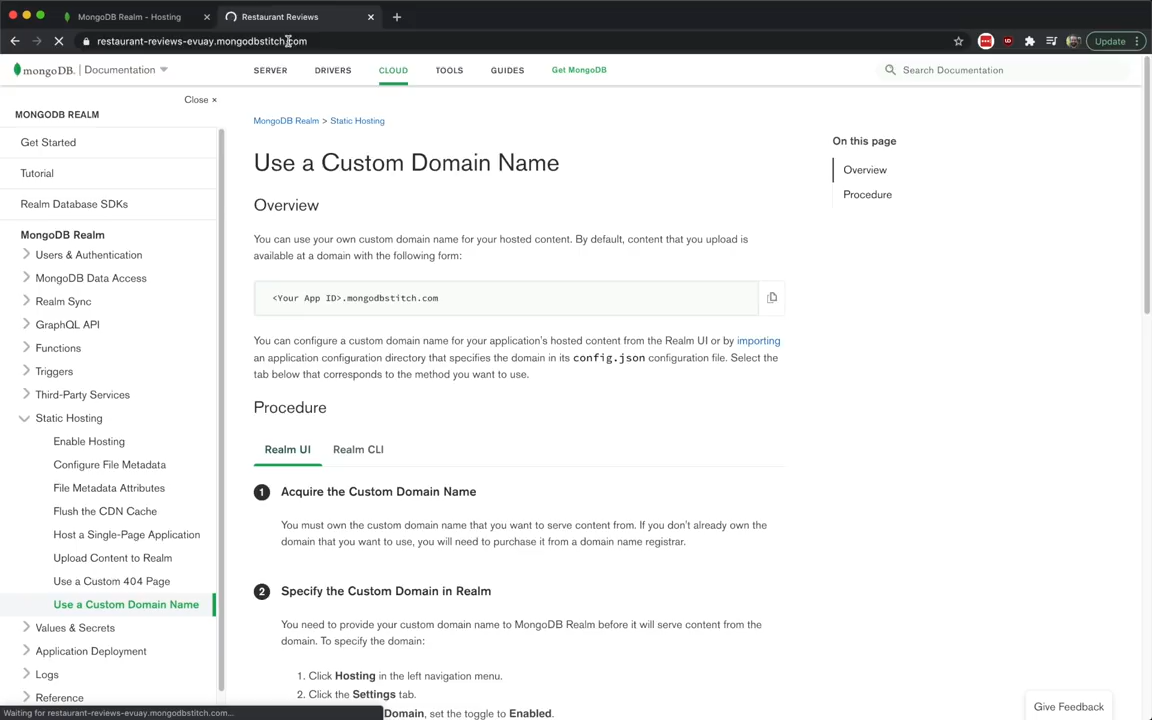 MongoDB Realm - Hosting
Restaurant Reviews
restaurant-reviews-evuay.mongodbstitch.com
Update
mongoDB. | Documentation
SERVER
DRIVERS
CLOUD
TOOLS
GUIDES
Get MongoDB
Search Documentation
Close ×
MONGODB REALM
Get Started
Tutorial
Realm Database SDKs
MongoDB Realm
Users & Authentication
MongoDB Data Access
Realm Sync
GraphQL API
Functions
Triggers
Third-Party Services
Static Hosting
Enable Hosting
Configure File Metadata
File Metadata Attributes
Flush the CDN Cache
Host a Single-Page Application
Upload Content to Realm
Use a Custom 404 Page
Use a Custom Domain Name
Values & Secrets
Application Deployment
Logs
Reference
Waiting for restaurant-reviews-evuay.mongodbstitch.com...
MongoDB Realm > Static Hosting
Use a Custom Domain Name
Overview
You can use your own custom domain name for your hosted content. By default, content that you upload is
available at a domain with the following form:
<Your App ID>.mongodbstitch.com
You can configure a custom domain name for your application's hosted content from the Realm UI or by importing
an application configuration directory that specifies the domain in its config.json configuration file. Select the
tab below that corresponds to the method you want to use.
Procedure
Realm UI
Realm CLI
1 Acquire the Custom Domain Name
You must own the custom domain name that you want to serve content from. If you don't already own the
domain that you want to use, you will need to purchase it from a domain name registrar.
2 Specify the Custom Domain in Realm
You need to provide your custom domain name to MongoDB Realm before it will serve content from the
domain. To specify the domain:
1. Click Hosting in the left navigation menu.
2. Click the Settings tab.
Domain, set the toggle to Enabled.
On this page
Overview
Procedure
Give Feedback